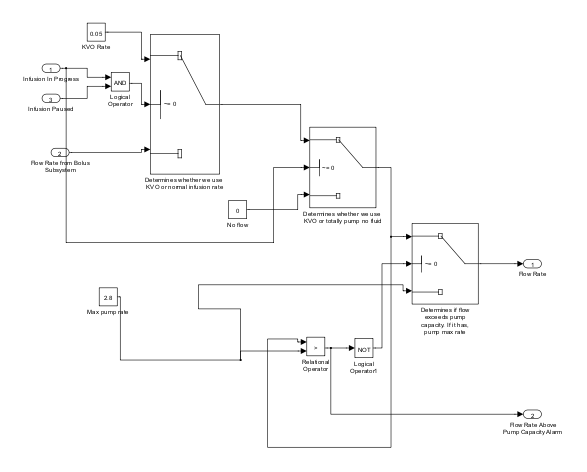 0.05
KVO Rate
1
Infusion In Progress
AND
Logical
Operator
3
Infusion Paused
~= 0
2
Flow Rate from Bolus
Subsystem
Determines whether we use
KVO or normal infusion rate
~= 0
0
No flow
Determines whether we use
KVO or totally pump no fluid
~= 0
1
Flow Rate
2.8
Max pump rate
Determines if flow
exceeds pump
capacity. If it has,
pump max rate
>
Relational
Operator
NOT
Logical
Operator1
2
Flow Rate Above
Pump Capacity Alarm